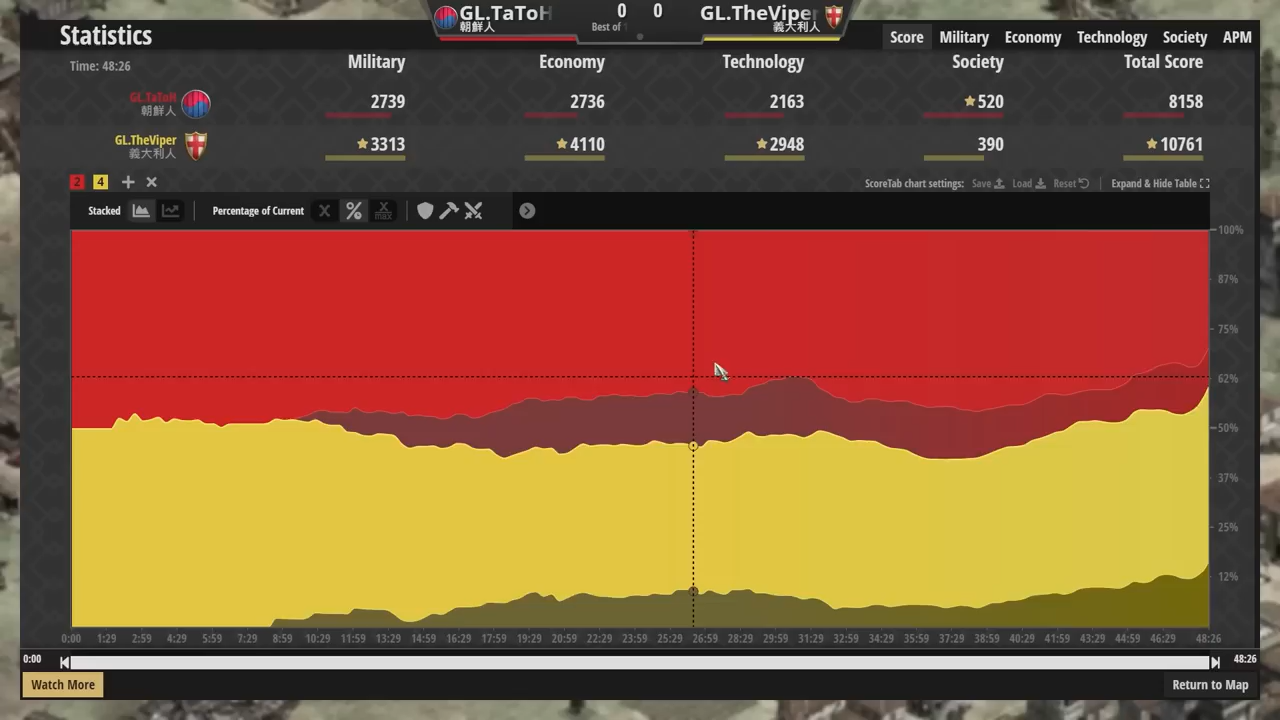 GL.TaToH 0 0 GL.TheViper
朝鮮人 Best of 義大利人
Statistics Score Military Economy Technology Society APM
Time: 48:26 Military Economy Technology Society Total Score
GL.TaToH 2739 2736 2163 520 8158
朝鮮人
GL.TheViper 3313 4110 2948 390 10761
義大利人
2 4 ScoreTab chart settings: Save Load Reset Expand & Hide Table
Stacked Percentage of Current X % X/max
100%
87%
75%
62%
50%
37%
25%
12%
0:00 1:29 2:59 4:29 5:59 7:29 8:59 10:29 11:59 13:29 14:59 16:29 17:59 19:29 20:59 22:29 23:59 25:29 26:59 28:29 29:59 31:29 32:59 34:29 35:59 37:29 38:59 40:29 41:59 43:29 44:59 46:29 48:26
0:00 48:26
Watch More Return to Map